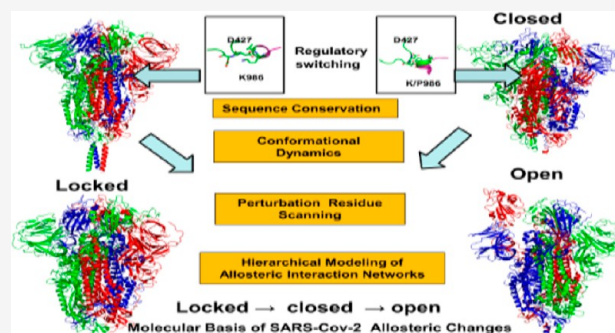 Closed
D427
K986
Regulatory
switching
D427
K/P986
Sequence Conservation
Conformational
Dynamics
Locked
Open
Perturbation Residue
Scanning
Hierarchical Modeling of
Allosteric Interaction Networks
Locked → closed → open
Molecular Basis of SARS-Cov-2 Allosteric Changes